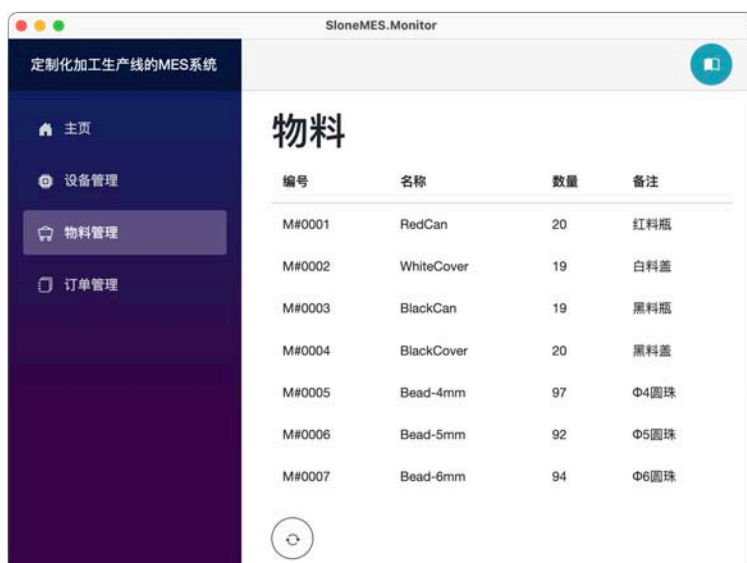 SloneMES.Monitor
定制化加工生产线的MES系统
主页
设备管理
物料管理
订单管理
物料
编号 名称 数量 备注
M#0001 RedCan 20 红料瓶
M#0002 WhiteCover 19 白料盖
M#0003 BlackCan 19 黑料瓶
M#0004 BlackCover 20 黑料盖
M#0005 Bead-4mm 97 Φ4圆珠
M#0006 Bead-5mm 92 Φ5圆珠
M#0007 Bead-6mm 94 Φ6圆珠